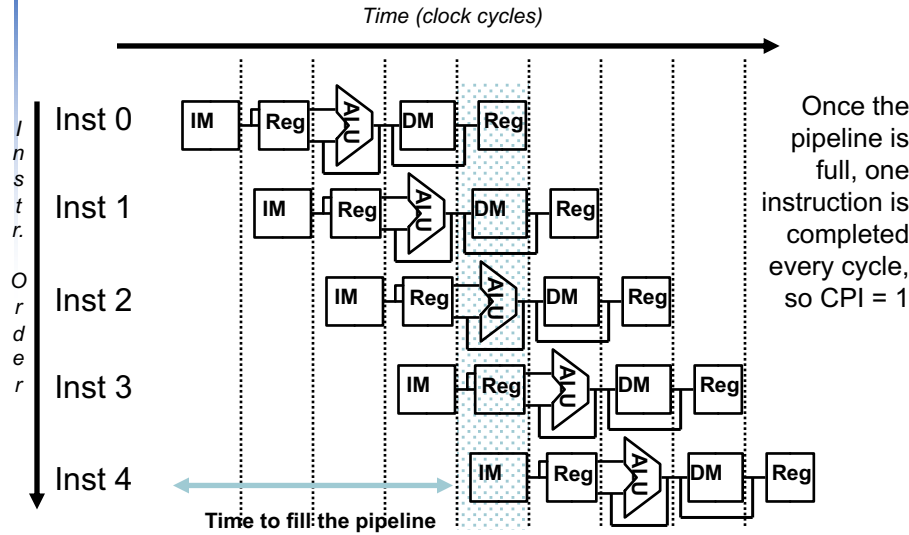 Time (clock cycles)
Instr. Order
Inst 0
IM
Reg
ALU
DM
Reg
Inst 1
IM
Reg
ALU
DM
Reg
Inst 2
IM
Reg
ALU
DM
Reg
Inst 3
IM
Reg
ALU
DM
Reg
Inst 4
IM
Reg
ALU
DM
Reg
Time to fill the pipeline
Once the
pipeline is
full, one
instruction is
completed
every cycle,
so CPI = 1